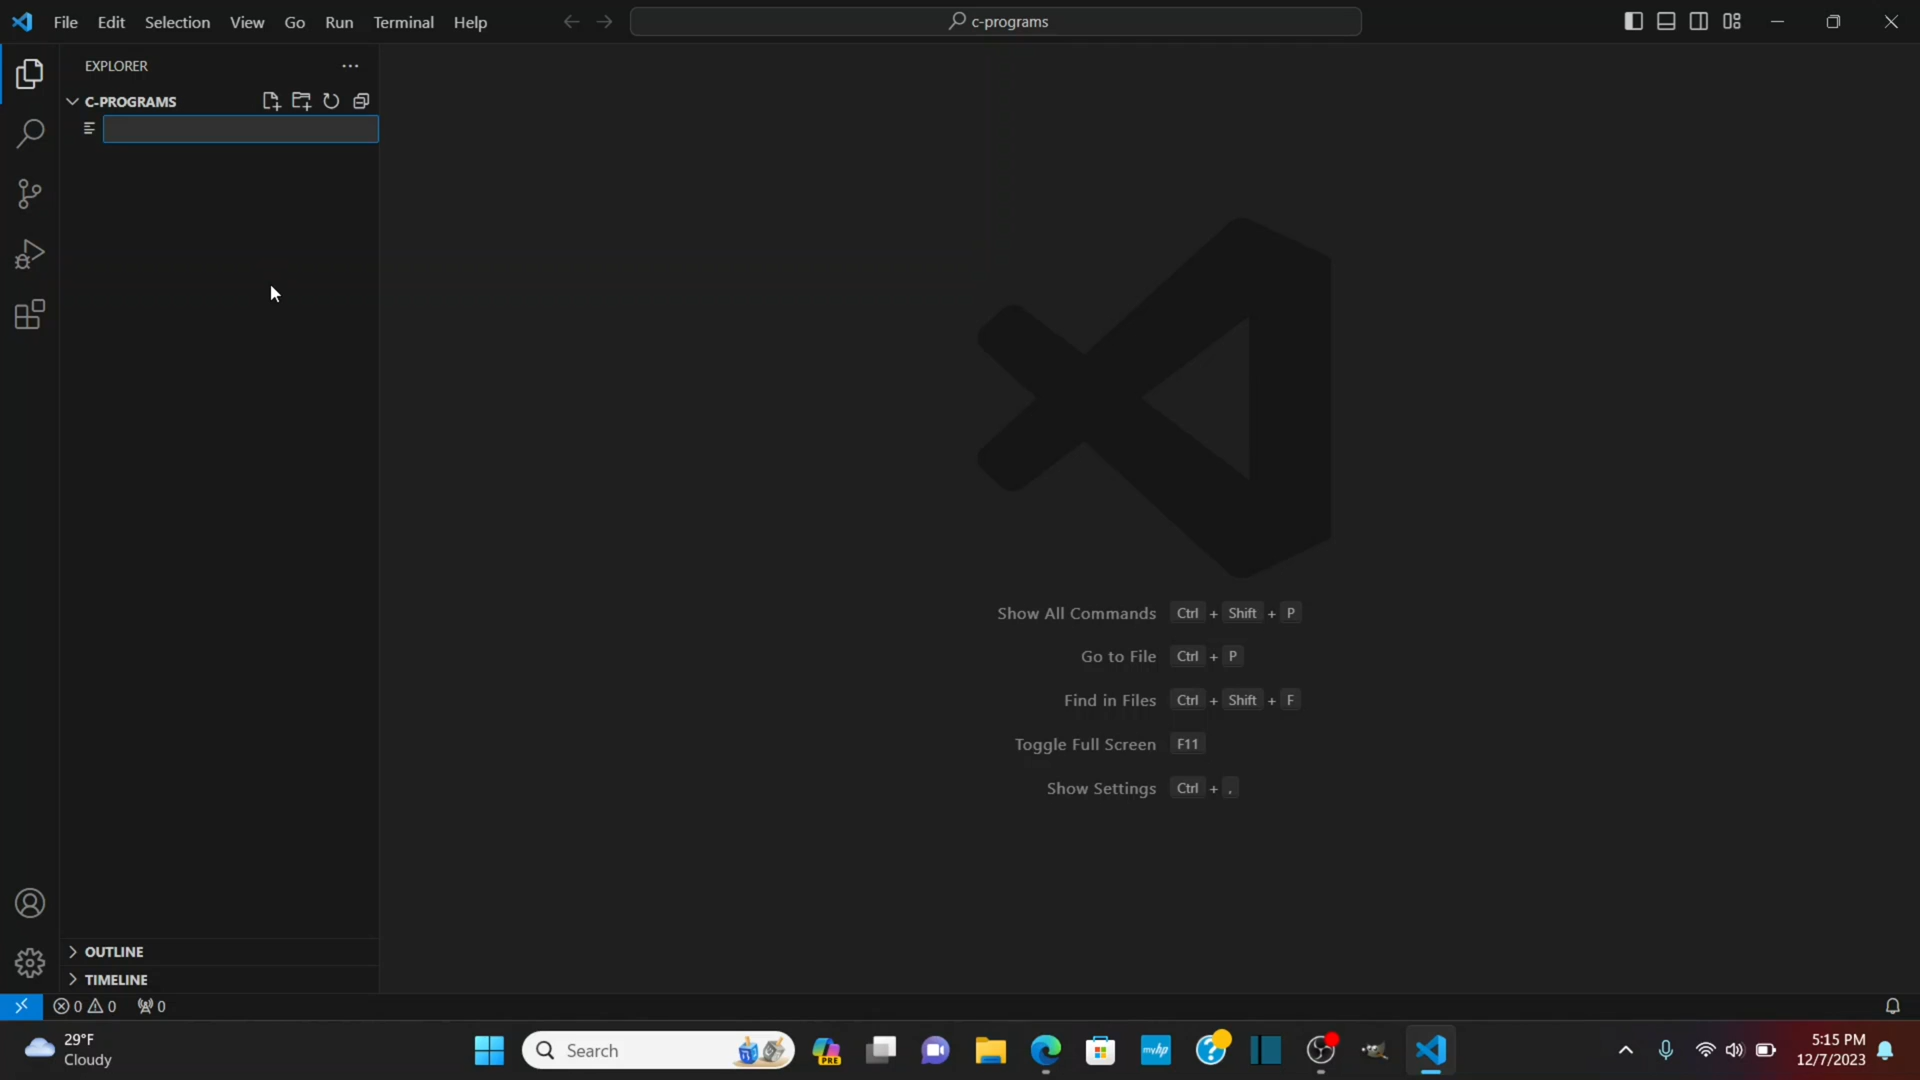 File Edit Selection View Go Run Terminal Help
c-programs
EXPLORER
C-PROGRAMS
Show All Commands Ctrl + Shift + P
Go to File Ctrl + P
Find in Files Ctrl + Shift + F
Toggle Full Screen F11
Show Settings Ctrl + ,
OUTLINE
TIMELINE
0 0 0
29°F
Cloudy
Search
PRE
myhp
5:15 PM
12/7/2023